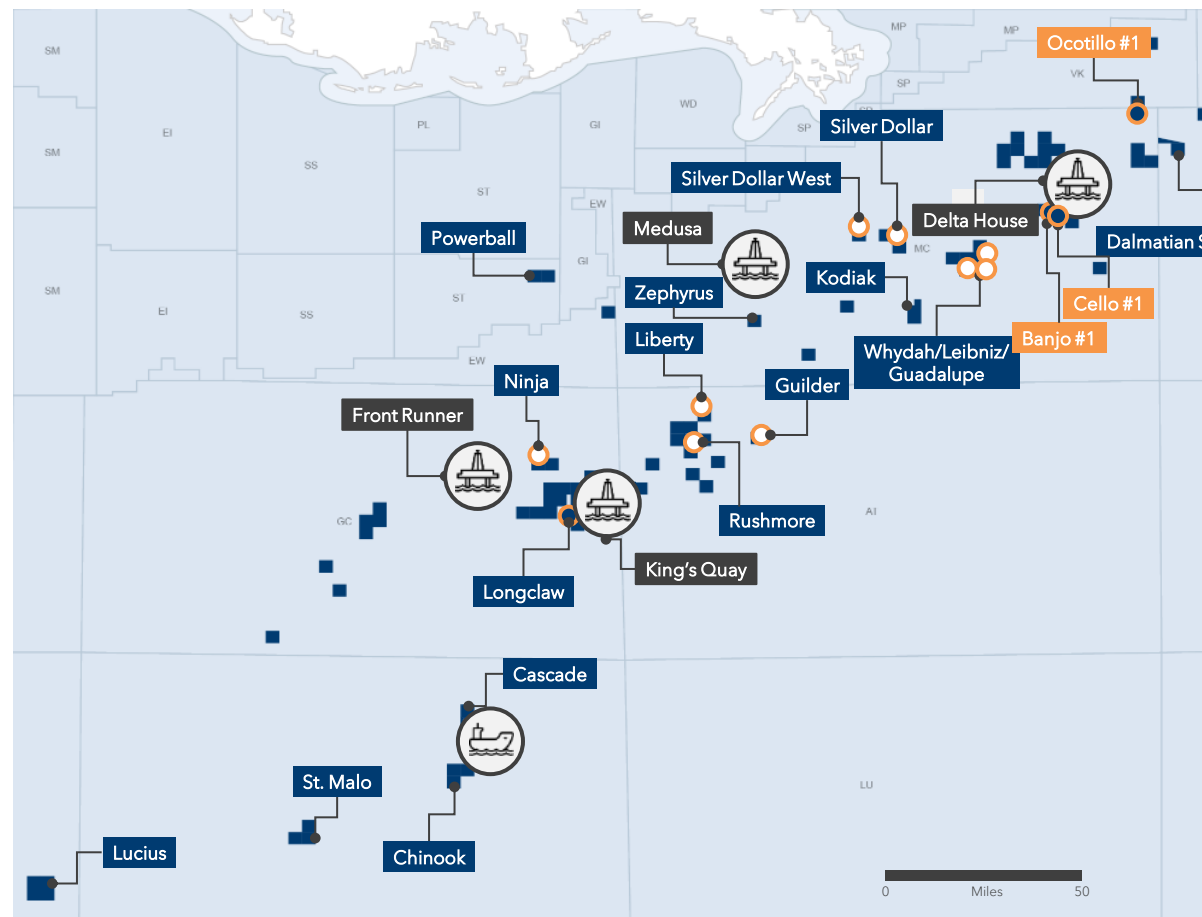 MP
MP
Ocotillo #1
SM
VK
SP
WD
Silver Dollar
PL
GI
SP
EI
SM
SS
Silver Dollar West
ST
EW
Delta House
Medusa
Powerball
MC
Dalmatian S
GI
Kodiak
SM
ST
Zephyrus
Cello #1
EI
SS
Liberty
Banjo #1
Whydah/Leibniz/
Guadalupe
EW
Ninja
Guilder
Front Runner
GC
AT
Rushmore
King's Quay
Longclaw
Cascade
St. Malo
LU
Lucius
Chinook
0
Miles
50